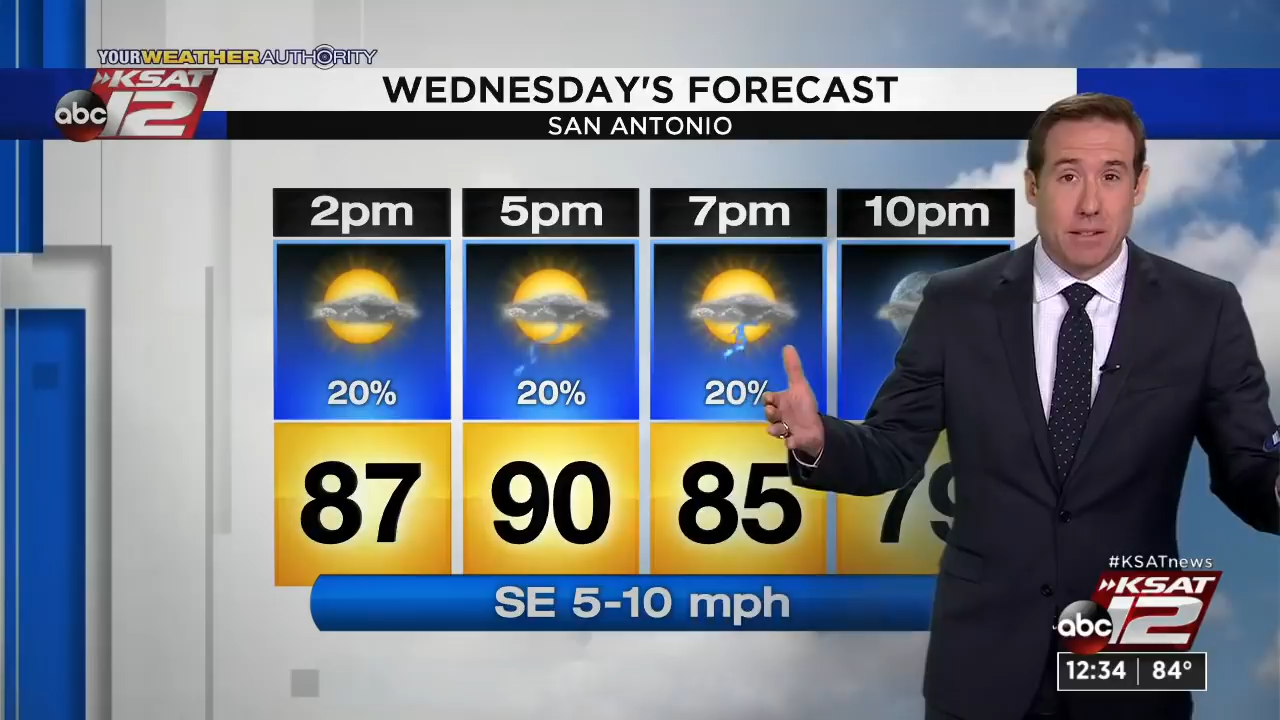 YOURWEATHERAUTHORITY
KSAT
abc 12
WEDNESDAY'S FORECAST
SAN ANTONIO
2pm 5pm 7pm 10pm
20% 20% 20%
87 90 85 79
SE 5-10 mph
#KSATnews
KSAT
abc 12
12:34 84°